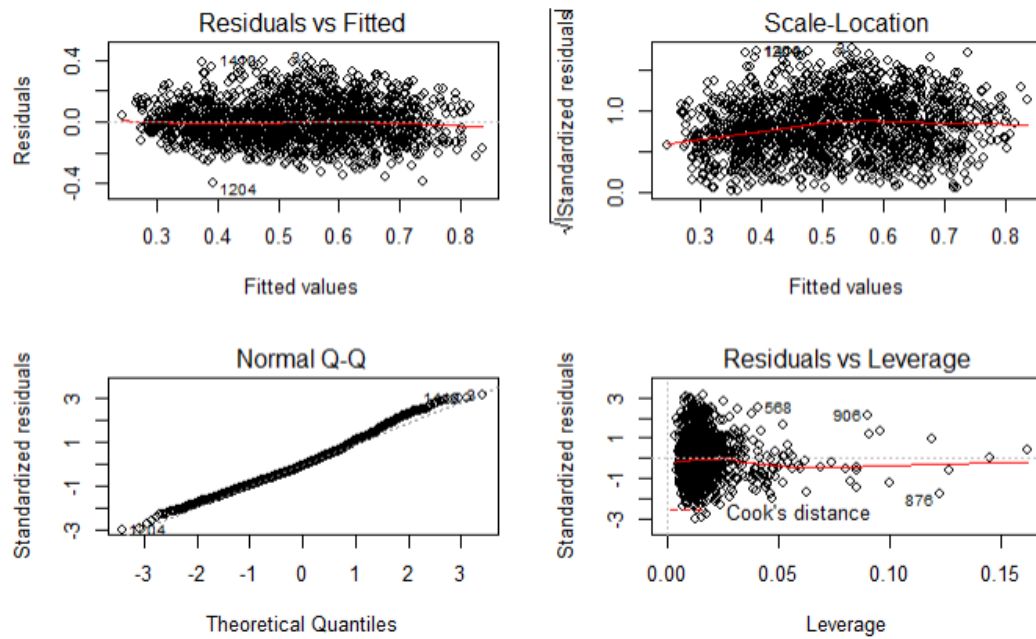 Residuals vs Fitted
Residuals
0.4
0.0
-0.4
1204
0.3 0.4 0.5 0.6 0.7 0.8
Fitted values
Scale-Location
√|Standardized residuals
1.0
0.0
0.3 0.4 0.5 0.6 0.7 0.8
Fitted values
Normal Q-Q
Standardized residuals
3
1
-1
-3
1204
-3 -2 -1 0 1 2 3
Theoretical Quantiles
Residuals vs Leverage
Standardized residuals
3
1
-1
-3
568
906
876
Cook's distance
0.00 0.05 0.10 0.15
Leverage